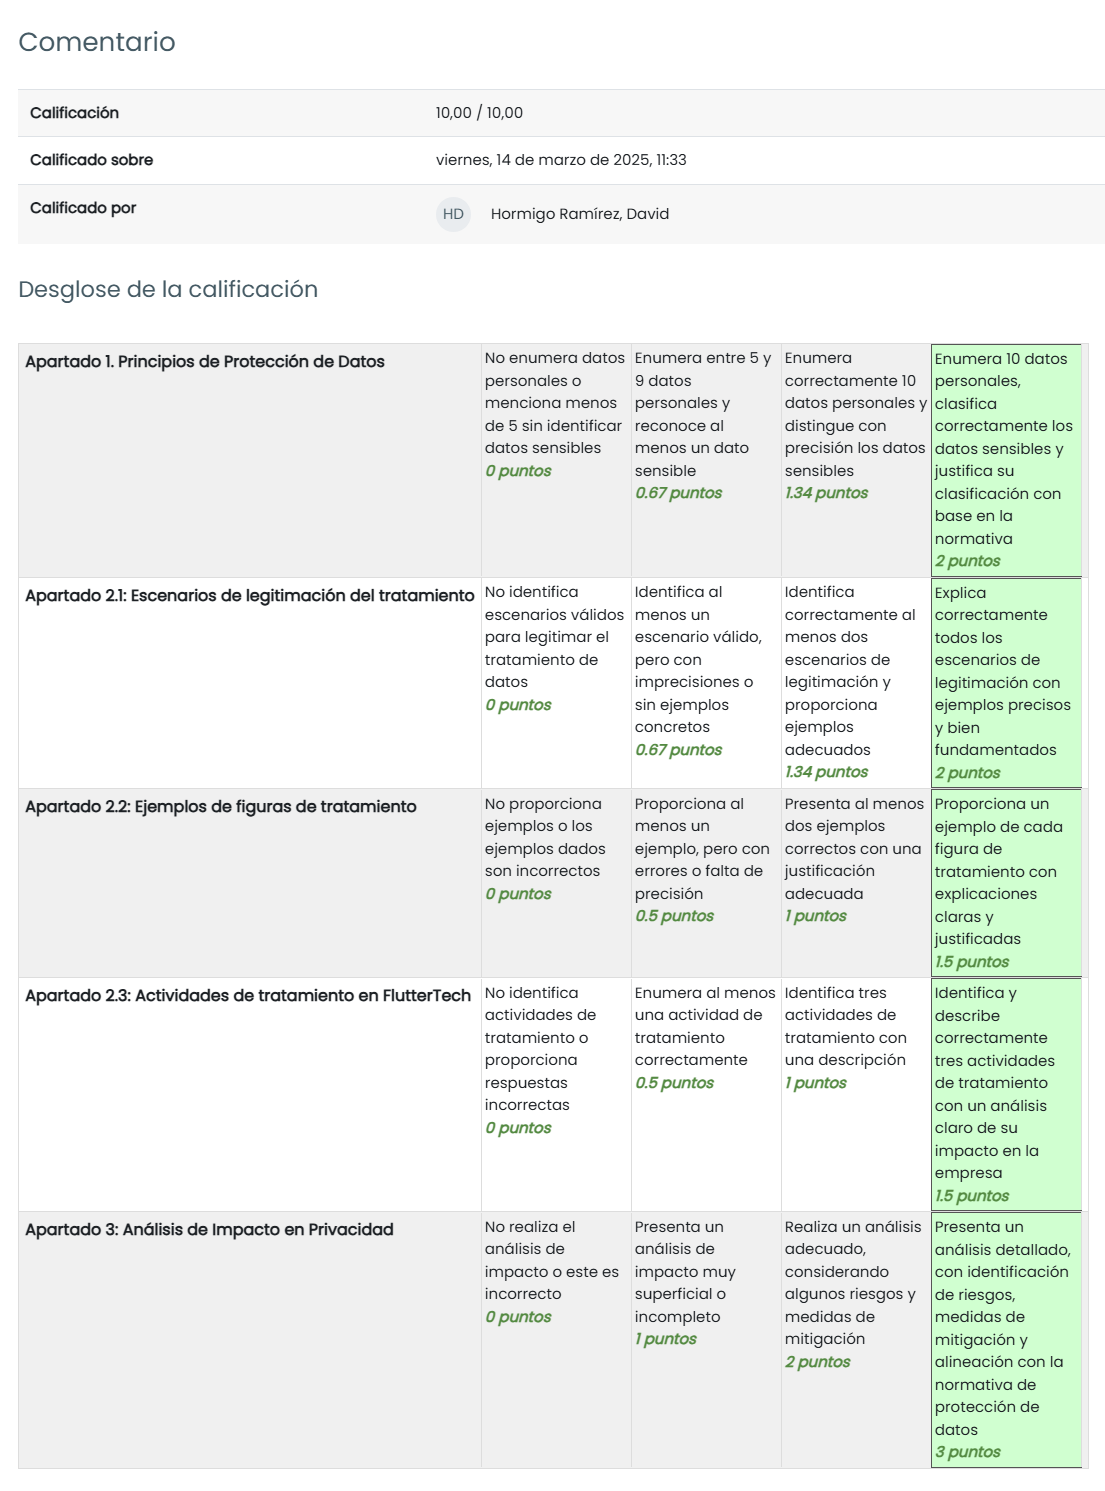 Comentario
Calificación 10,00 / 10,00
Calificado sobre viernes, 14 de marzo de 2025, 11:33
Calificado por HD Hormigo Ramírez, David
Desglose de la calificación
Apartado 1. Principios de Protección de Datos
No enumera datos
personales o
menciona menos
de 5 sin identificar
datos sensibles
0 puntos
Enumera entre 5 y
9 datos
personales y
reconoce al
menos un dato
sensible
0.67 puntos
Enumera
correctamente 10
datos personales y
distingue con
precisión los datos
sensibles
1.34 puntos
Enumera 10 datos
personales,
clasifica
correctamente los
datos sensibles y
justifica su
clasificación con
base en la
normativa
2 puntos
Apartado 2.1: Escenarios de legitimación del tratamiento
No identifica
escenarios válidos
para legitimar el
tratamiento de
datos
0 puntos
Identifica al
menos un
escenario válido,
pero con
imprecisiones o
sin ejemplos
concretos
0.67 puntos
Identifica
correctamente al
menos dos
escenarios de
legitimación y
proporciona
ejemplos
adecuados
1.34 puntos
Explica
correctamente
todos los
escenarios de
legitimación con
ejemplos precisos
y bien
fundamentados
2 puntos
Apartado 2.2: Ejemplos de figuras de tratamiento
No proporciona
ejemplos o los
ejemplos dados
son incorrectos
0 puntos
Proporciona al
menos un
ejemplo, pero con
errores o falta de
precisión
0.5 puntos
Presenta al menos
dos ejemplos
correctos con una
justificación
adecuada
1 puntos
Proporciona un
ejemplo de cada
figura de
tratamiento con
explicaciones
claras y
justificadas
1.5 puntos
Apartado 2.3: Actividades de tratamiento en FlutterTech
No identifica
actividades de
tratamiento o
proporciona
respuestas
incorrectas
0 puntos
Enumera al menos
una actividad de
tratamiento
correctamente
0.5 puntos
Identifica tres
actividades de
tratamiento con
una descripción
1 puntos
Identifica y
describe
correctamente
tres actividades
de tratamiento
con un análisis
claro de su
impacto en la
empresa
1.5 puntos
Apartado 3: Análisis de Impacto en Privacidad
No realiza el
análisis de
impacto o este es
incorrecto
0 puntos
Presenta un
análisis de
impacto muy
superficial o
incompleto
1 puntos
Realiza un análisis
adecuado,
considerando
algunos riesgos y
medidas de
mitigación
2 puntos
Presenta un
análisis detallado,
con identificación
de riesgos,
medidas de
mitigación y
alineación con la
normativa de
protección de
datos
3 puntos